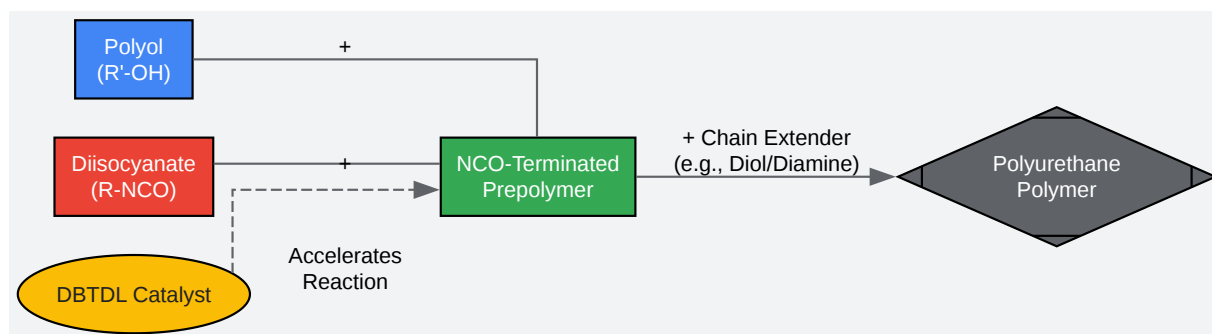 Polyol
(R'-OH)
+
Diisocyanate
(R-NCO)
+
NCO-Terminated
Prepolymer
+ Chain Extender
(e.g., Diol/Diamine)
Polyurethane
Polymer
Accelerates
Reaction
DBTDL Catalyst